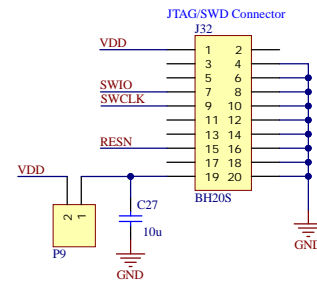 JTAG/SWD Connector
J32
VDD 1 2
3 4
5 6
SWIO 7 8
SWCLK 9 10
11 12
13 14
RESN 15 16
17 18
VDD 19 20
BH20S
C27
2 1
10u
P9
GND
GND